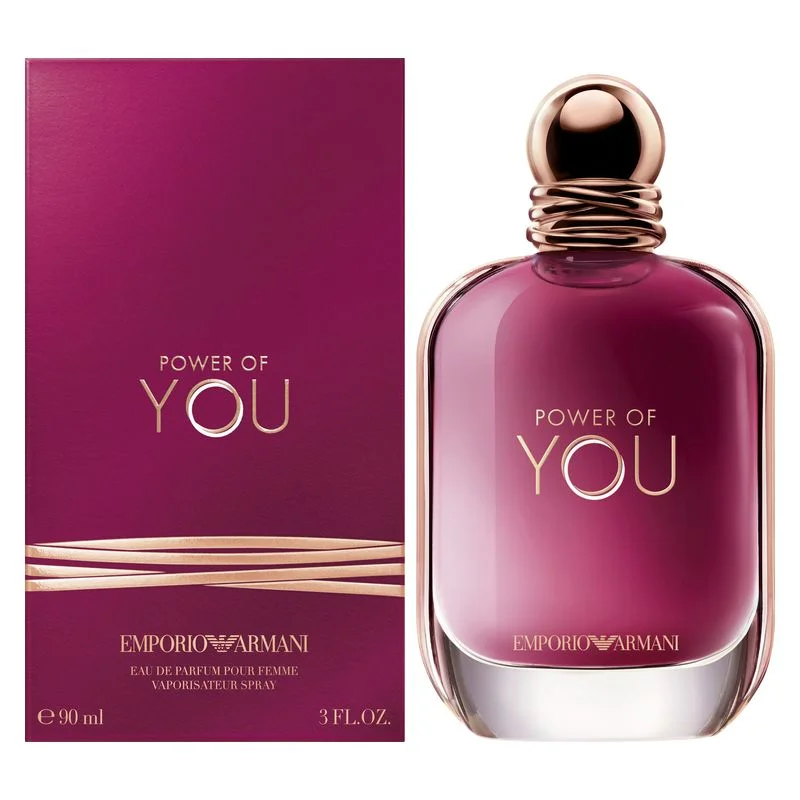 POWER OF
YOU
EMPORIO ARMANI
EAU DE PARFUM POUR FEMME
VAPORISATEUR SPRAY
℮ 90 ml 3 FL.OZ.
POWER OF
YOU
EMPORIO ARMANI